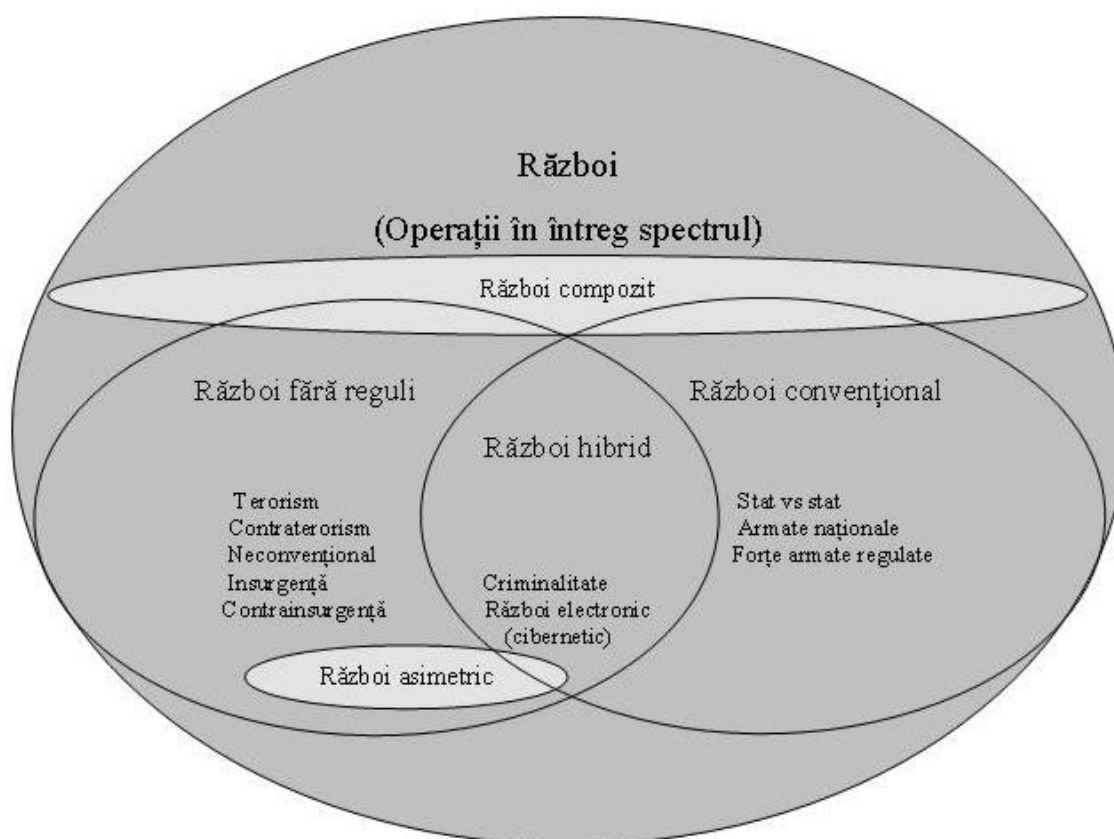 Război
(Operații în întreg spectrul)
Război compozit
Război fără reguli
Război convențional
Război hibrid
Terorism
Contraterorism
Neconvențional
Insurgență
Contrainsurgență
Stat vs stat
Armate naționale
Forțe armate regulate
Criminalitate
Război electronic
(cibernetic)
Război asimetric